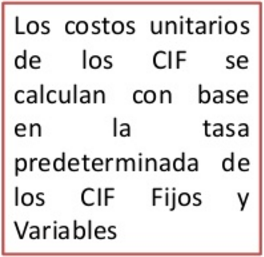 Los costos unitarios
de los CIF se
calculan con base
en la tasa
predeterminada de
los CIF Fijos y
Variables